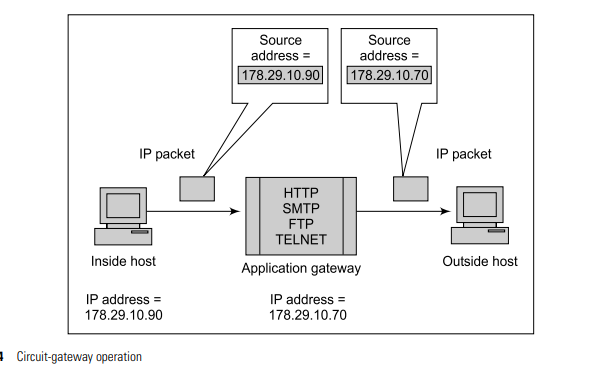 Source
address =
178.29.10.90
Source
address =
178.29.10.70
IP packet
IP packet
HTTP
SMTP
FTP
TELNET
Inside host
Application gateway
Outside host
IP address =
178.29.10.90
IP address =
178.29.10.70
Circuit-gateway operation